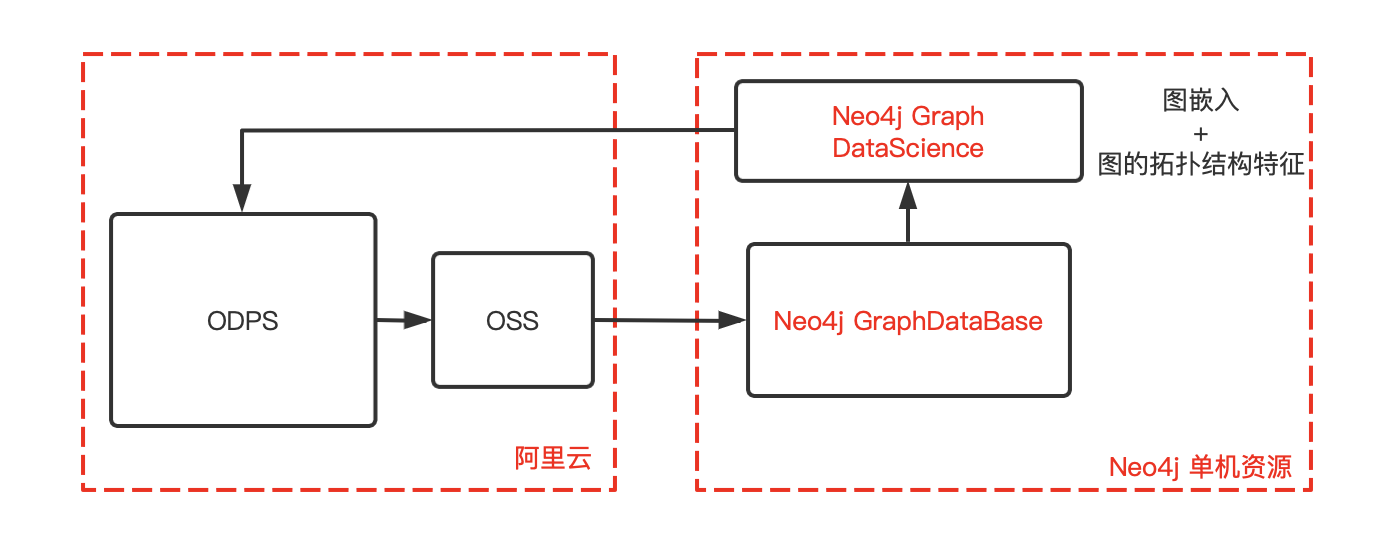 Neo4j Graph
DataScience
图嵌入
+
图的拓扑结构特征
ODPS
OSS
Neo4j GraphDataBase
阿里云
Neo4j 单机资源